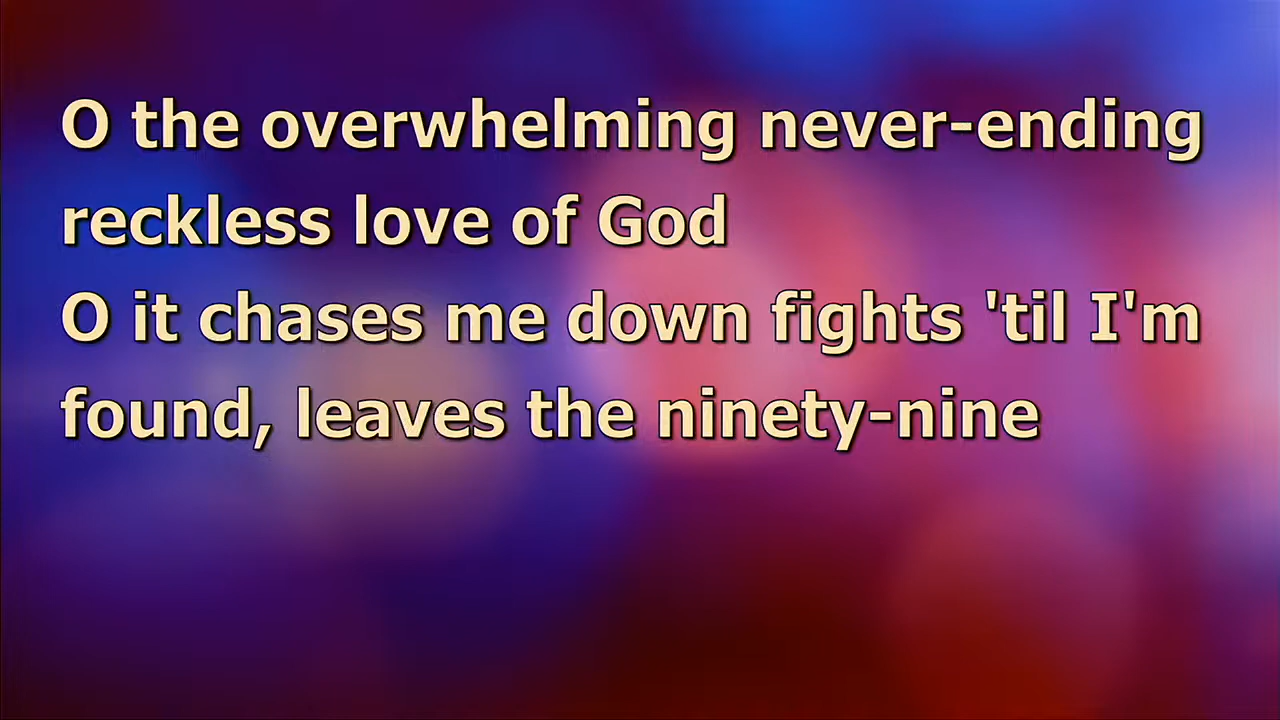 O the overwhelming never-ending
reckless love of God
O it chases me down fights 'til I'm
found, leaves the ninety-nine